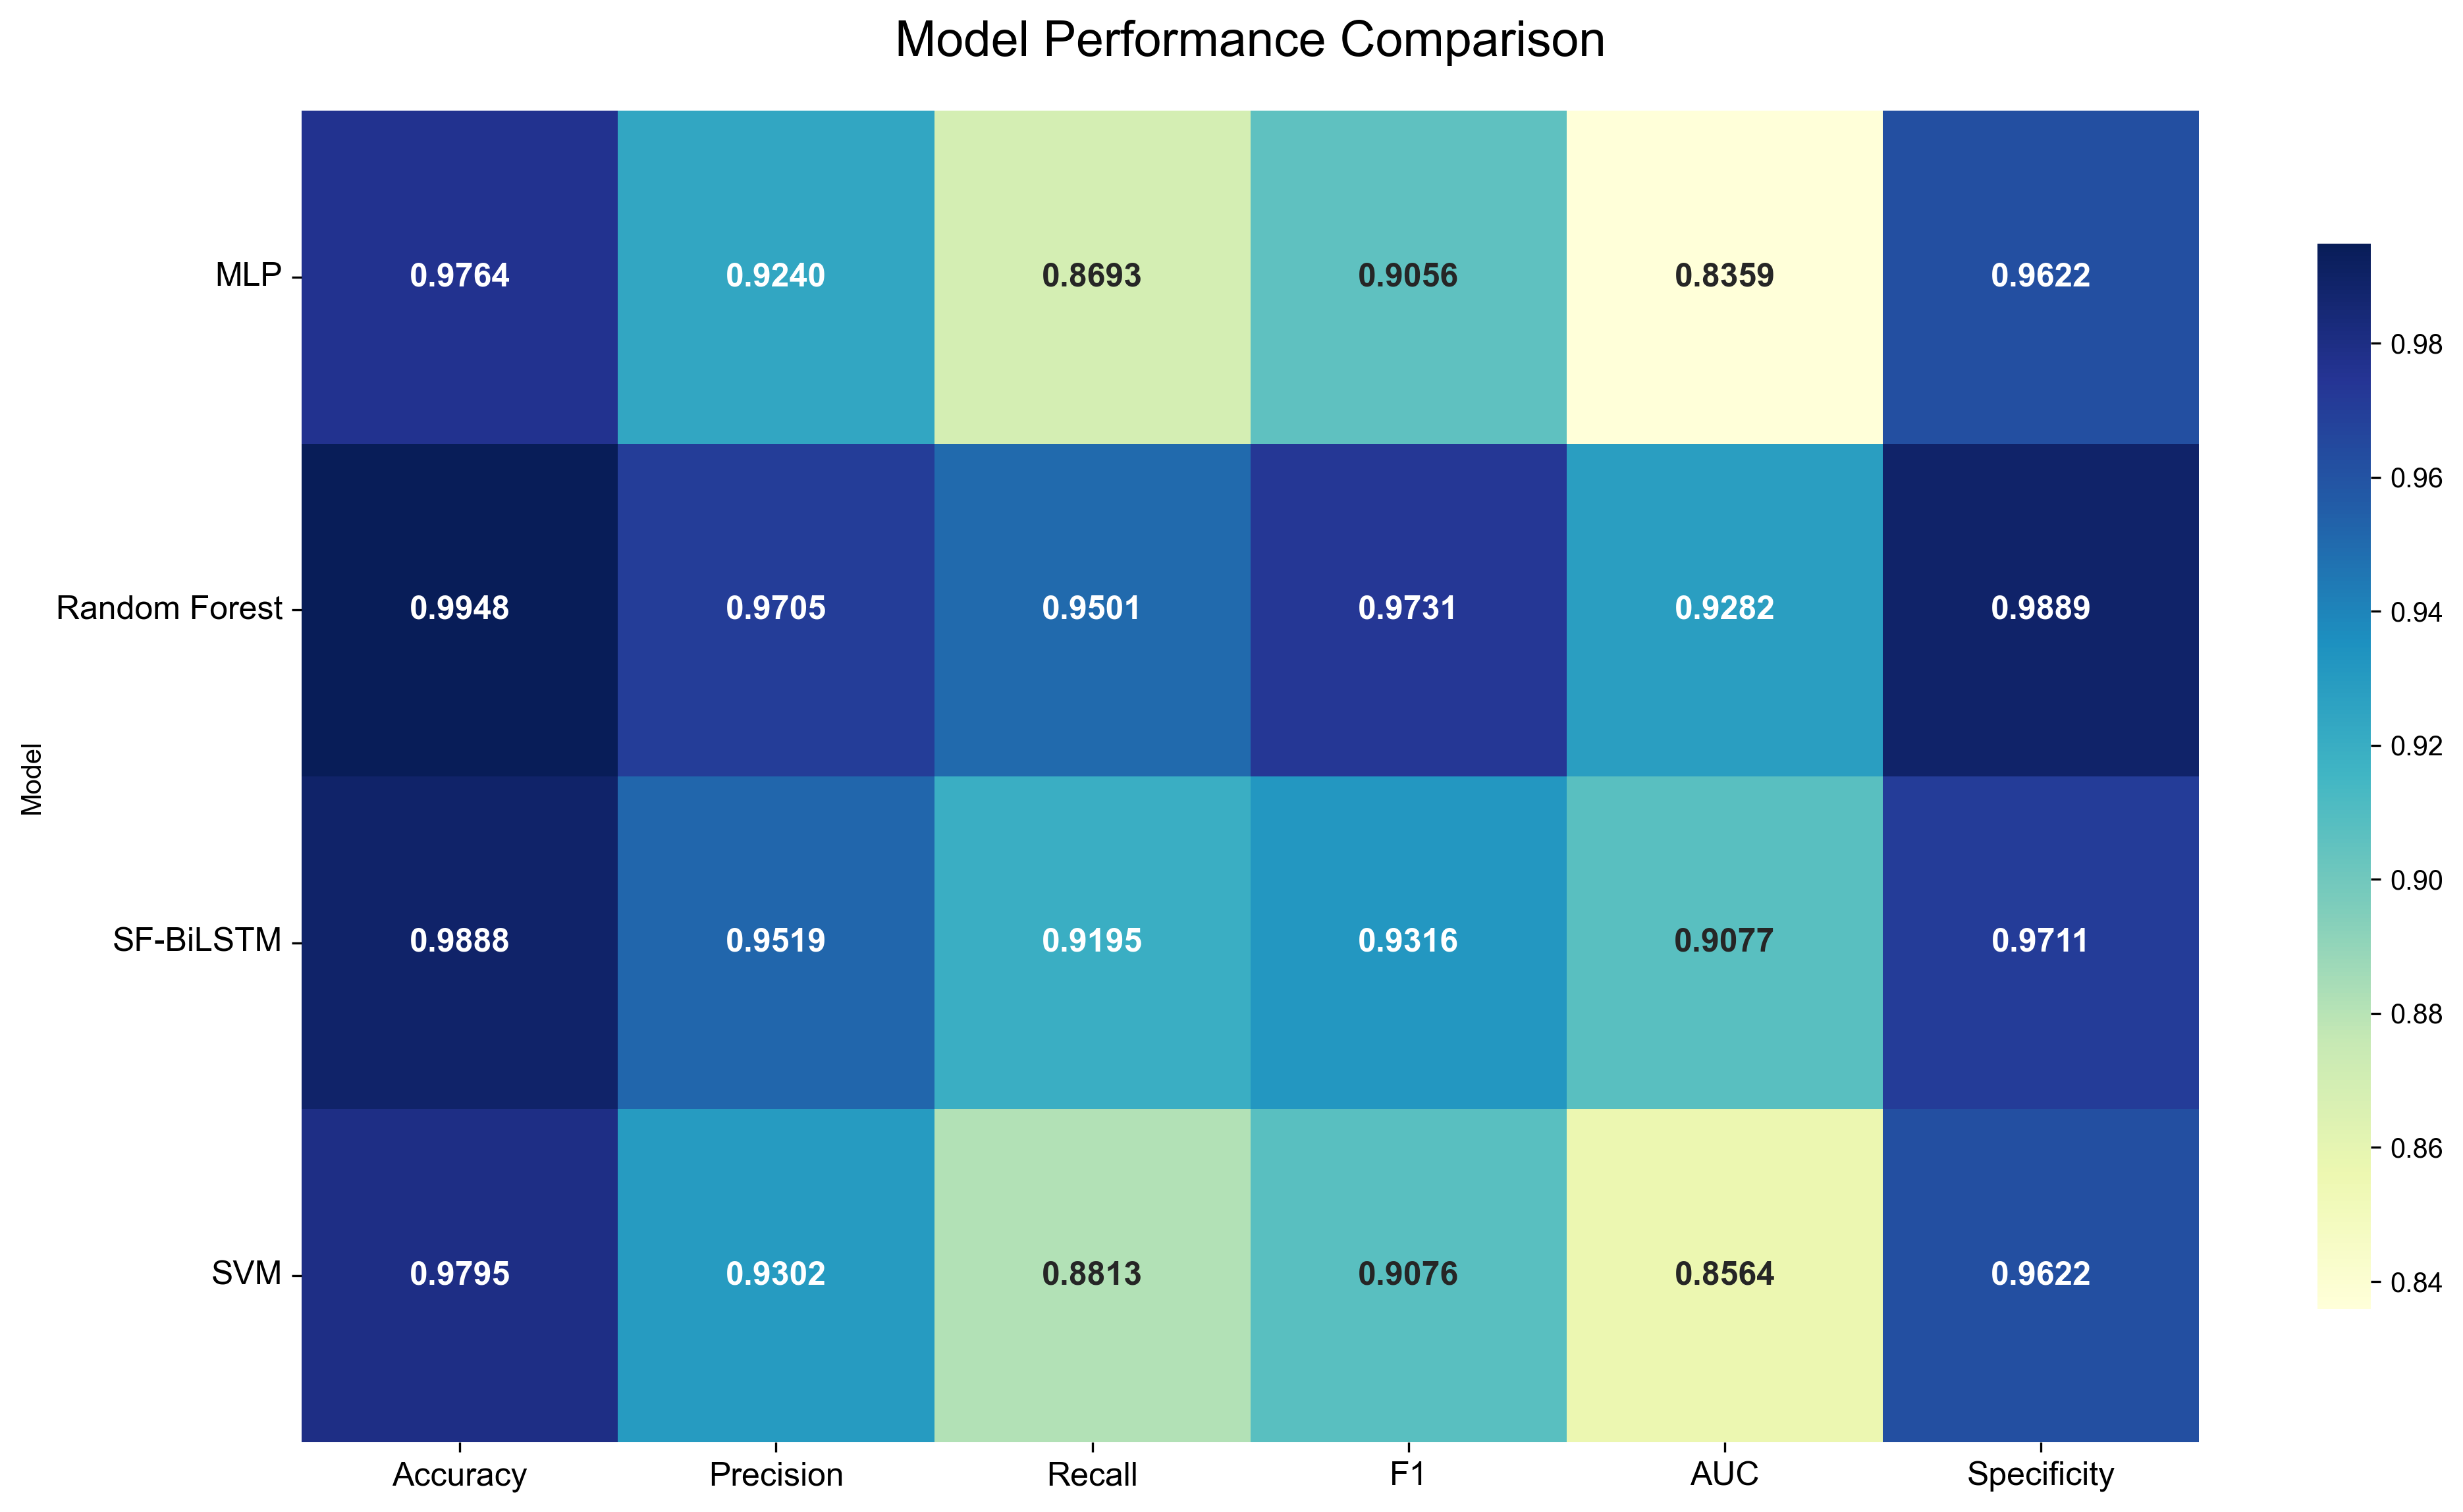 Model Performance Comparison
MLP 0.9764 0.9240 0.8693 0.9056 0.8359 0.9622
Random Forest 0.9948 0.9705 0.9501 0.9731 0.9282 0.9889
SF-BiLSTM 0.9888 0.9519 0.9195 0.9316 0.9077 0.9711
SVM 0.9795 0.9302 0.8813 0.9076 0.8564 0.9622
Accuracy Precision Recall F1 AUC Specificity
Model
0.98
0.96
0.94
0.92
0.90
0.88
0.86
0.84